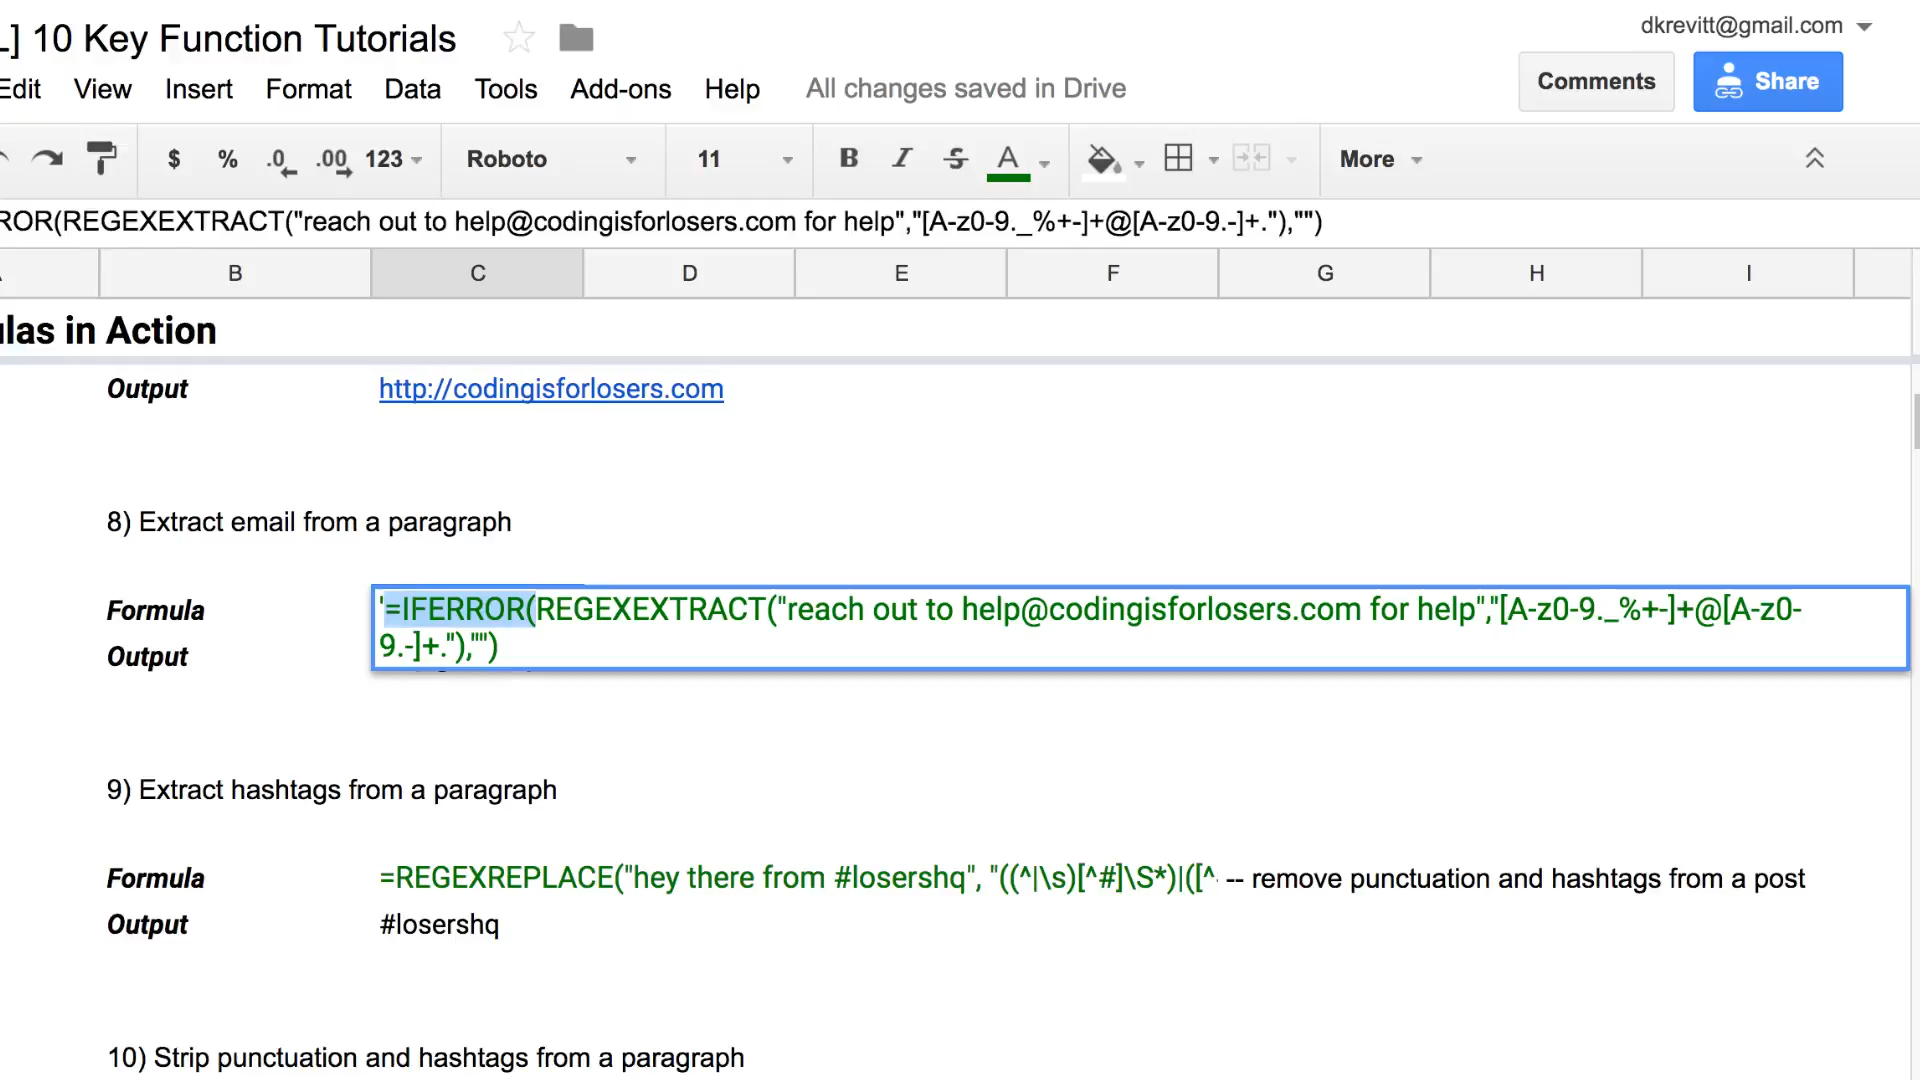 L] 10 Key Function Tutorials
dkrevitt@gmail.com
Edit View Insert Format Data Tools Add-ons Help All changes saved in Drive
Comments Share
$ % .0 .00 123 Roboto 11 B I S A More
ROR(REGEXEXTRACT("reach out to help@codingisforlosers.com for help","[A-z0-9._%+-]+@[A-z0-9.-]+."),"")
B C D E F G H I
ulas in Action
Output http://codingisforlosers.com
8) Extract email from a paragraph
Formula '=IFERROR(REGEXEXTRACT("reach out to help@codingisforlosers.com for help","[A-z0-9._%+-]+@[A-z0-
9.-]+."),"")
Output
9) Extract hashtags from a paragraph
Formula =REGEXREPLACE("hey there from #losershq", "((^|\s)[^#]\S*)|([^ -- remove punctuation and hashtags from a post
Output #losershq
10) Strip punctuation and hashtags from a paragraph